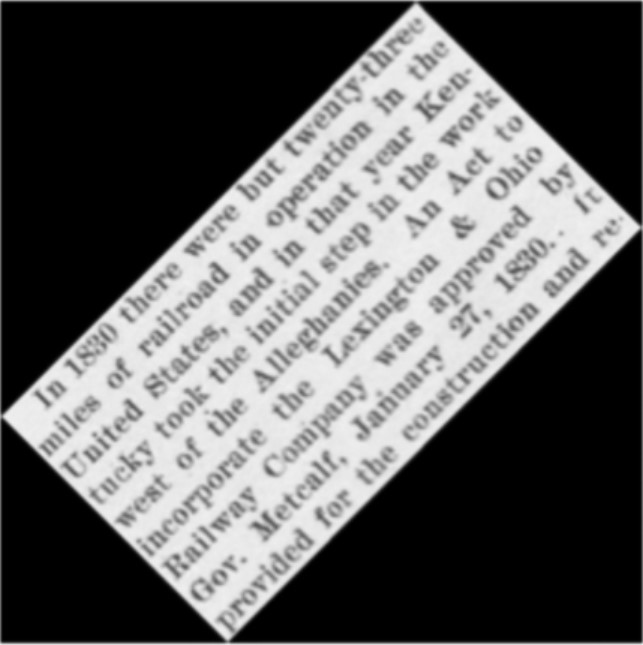 In 1830 there were but twenty-three
miles of railroad in operation in the
United States, and in that year Ken-
tucky took the initial step in the work
west of the Alleghanies. An Act to
incorporate the Lexington & Ohio
Railway Company was approved by
Gov. Metcalf, January 27, 1830. It
provided for the construction and re-